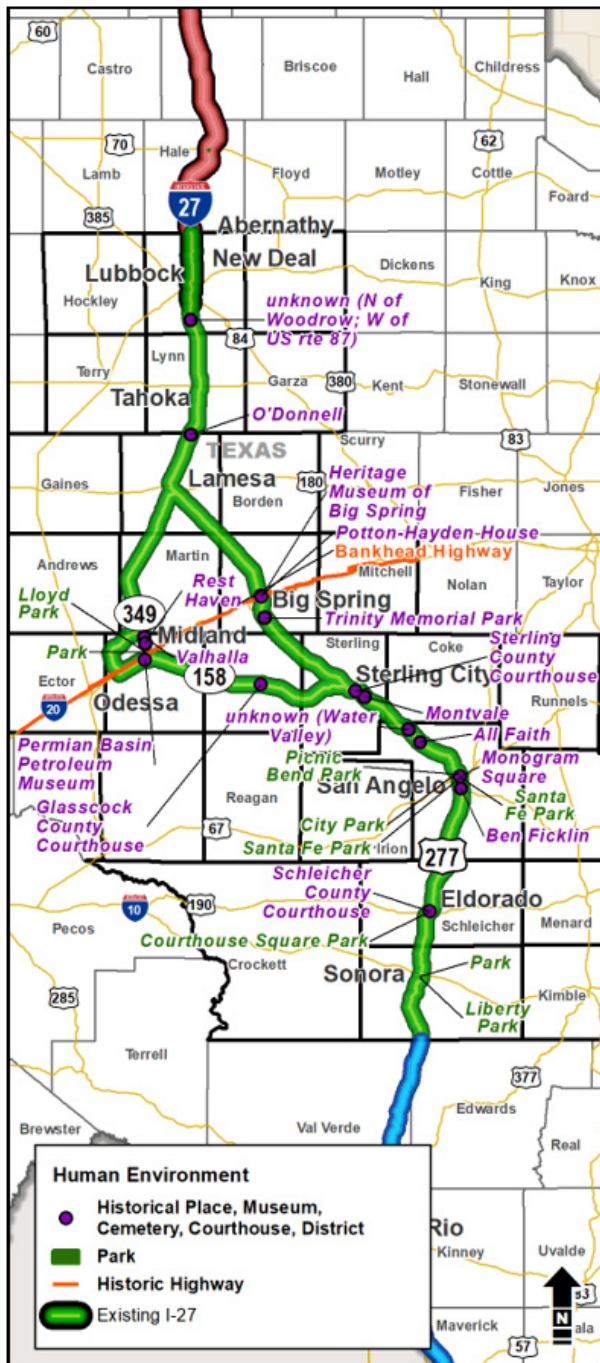 60
Castro
Briscoe
Hall
Childress
86
70
Hale
62
Lamb
Floyd
Motley
Cottle
Foard
385
INTERSTATE
27
Abernathy
New Deal
Lubbock
Dickens
King
Knox
Hockley
unknown (N of
Woodrow; W of
US rte 87)
84
Lynn
Terry
Garza
380
Kent
Stonewall
Tahoka
O'Donnell
TEXAS
Scurry
83
Lamesa
Gaines
Borden
180
Heritage
Museum of
Big Spring
Fisher
Jones
Potton-Hayden-House
Bankhead Highway
Andrews
Martin
Mitchell
Nolan
Taylor
Lloyd
Park
Rest
Haven
349
Big Spring
Trinity Memorial Park
Midland
Park
Valhalla
Sterling
Coke
Sterling
County
Courthouse
Ector
158
Sterling City
Runnels
20
Odessa
unknown (Water
Valley)
Montvale
All Faith
Permian Basin
Petroleum
Museum
Picnic
Bend Park
Monogram
Square
San Angelo
Glasscock
County
Courthouse
Reagan
67
City Park
Santa
Fe Park
Santa Fe Park
Irion
Ben Ficklin
277
Schleicher
County
Courthouse
Eldorado
10
190
Pecos
Schleicher
Menard
Courthouse Square Park
Crockett
Sonora
Park
285
Kimble
Liberty
Park
Terrell
377
Edwards
Brewster
Val Verde
Real
Rio
Kinney
Uvalde
83
N
ala
Maverick
57
Human Environment
Historical Place, Museum,
Cemetery, Courthouse, District
Park
Historic Highway
Existing I-27